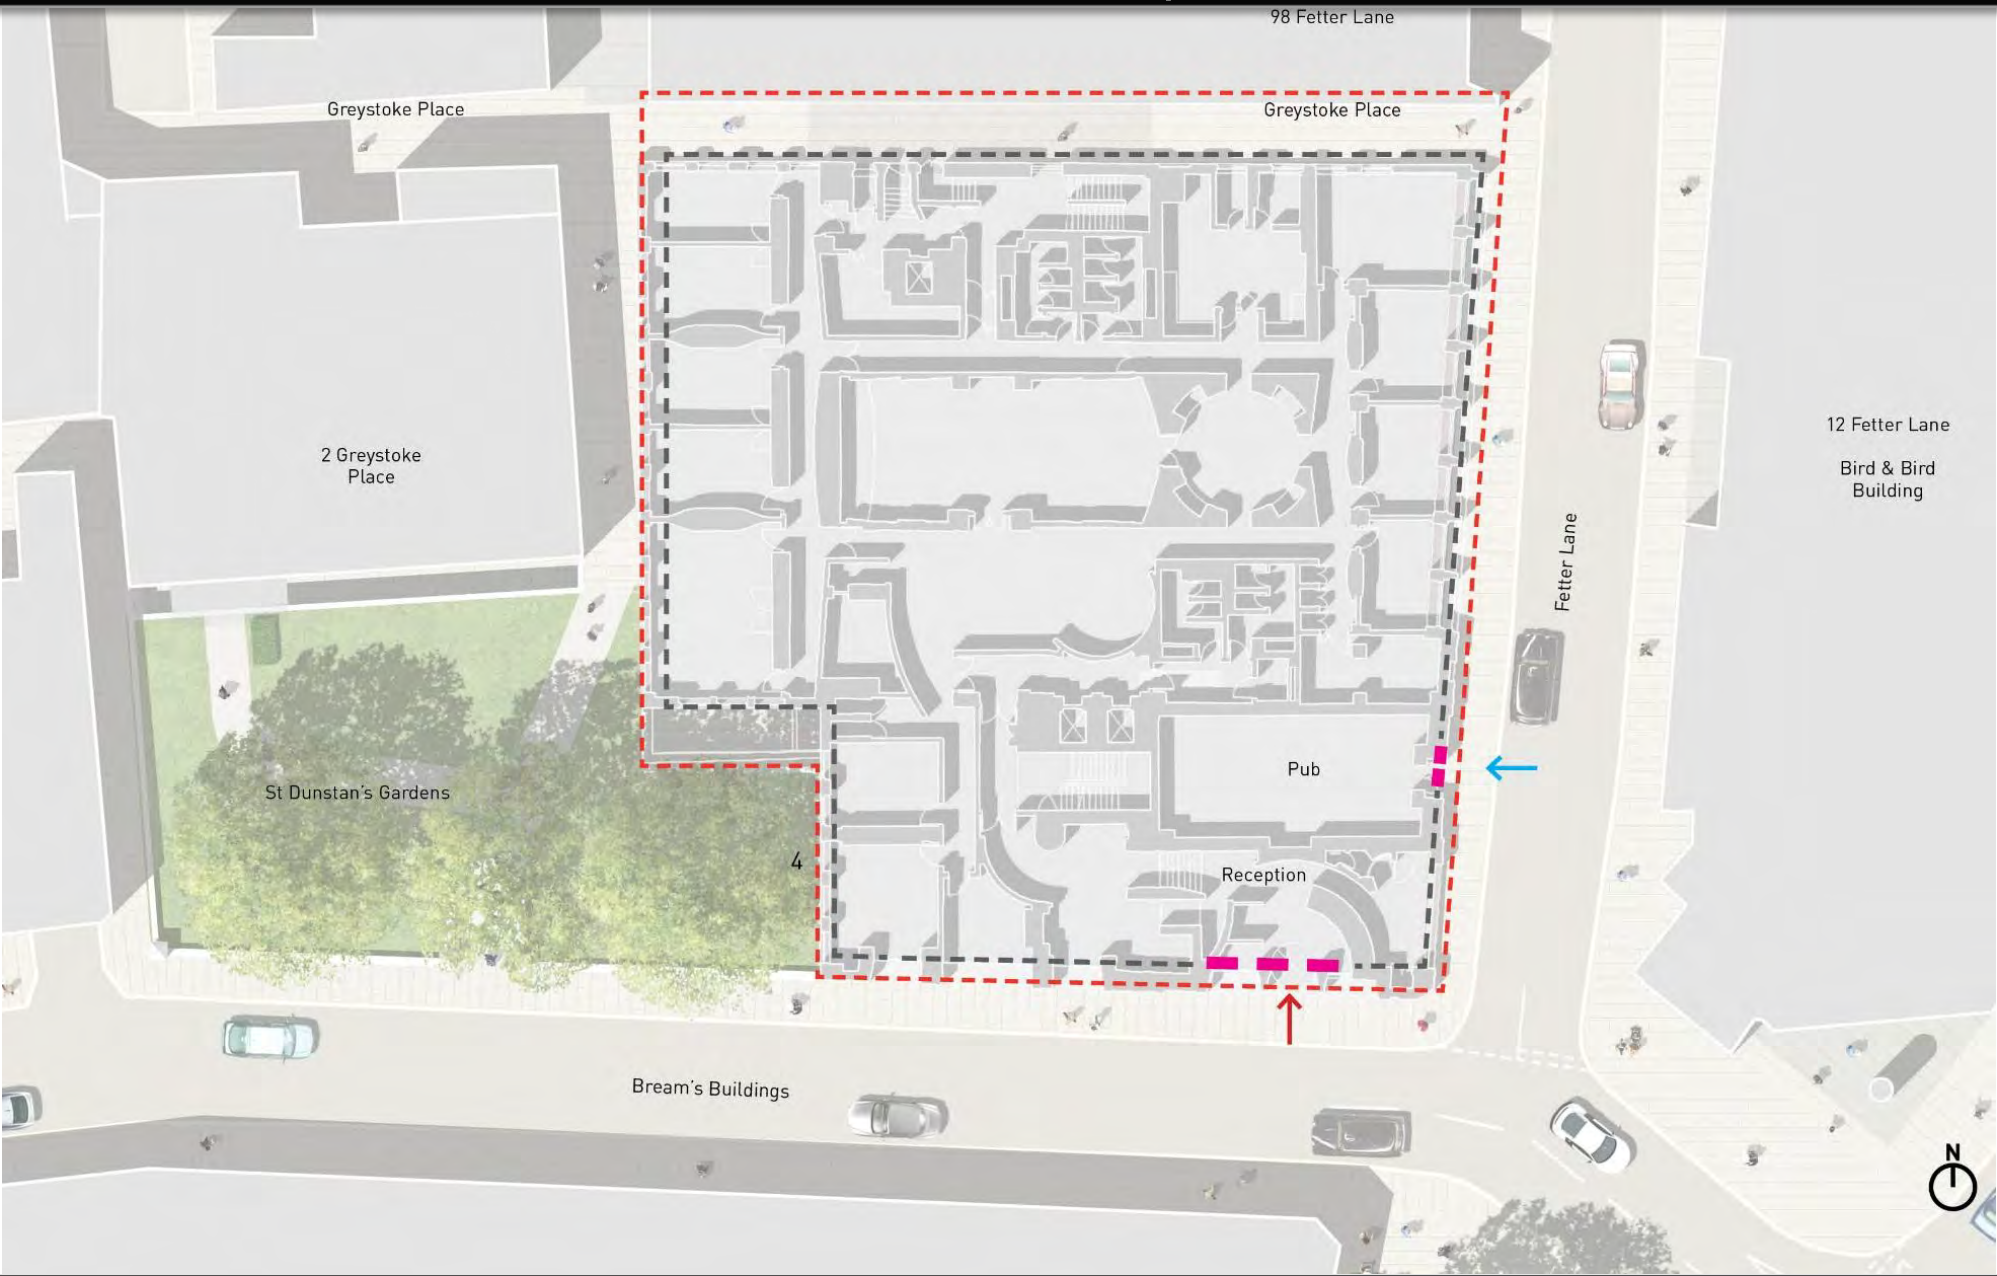 98 Fetter Lane
Greystoke Place
Greystoke Place
12 Fetter Lane
2 Greystoke
Place
Bird & Bird
Building
Fetter Lane
Pub
St Dunstan's Gardens
4
Reception
Bream's Buildings
N